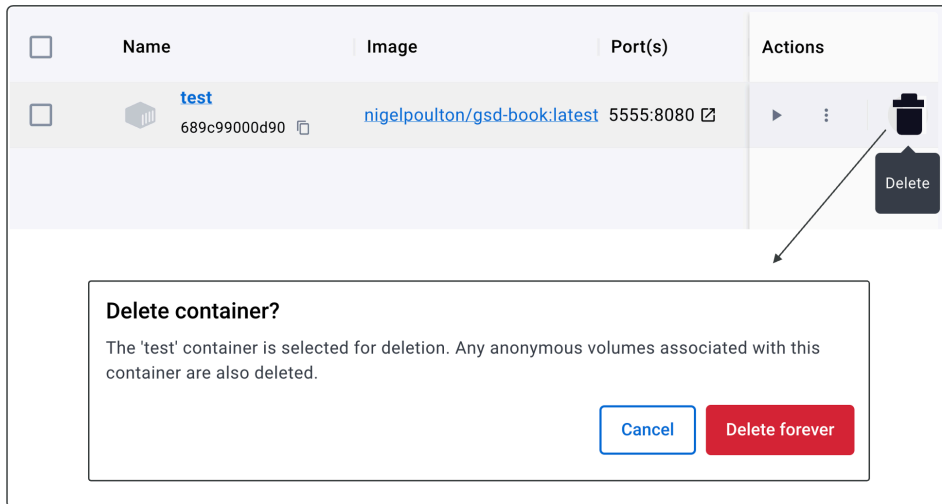 Name Image Port(s) Actions
test
689c99000d90 nigelpoulton/gsd-book:latest 5555:8080
Delete
Delete container?
The 'test' container is selected for deletion. Any anonymous volumes associated with this
container are also deleted.
Cancel Delete forever